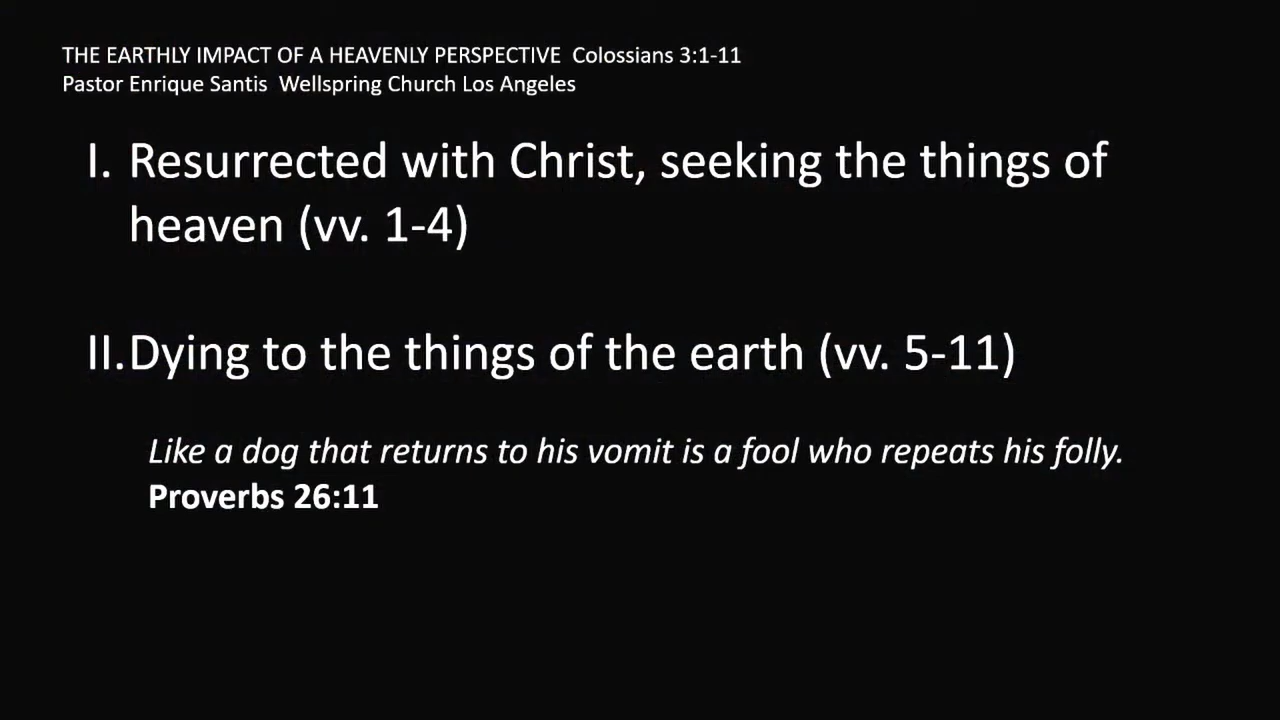 THE EARTHLY IMPACT OF A HEAVENLY PERSPECTIVE  Colossians 3:1-11
Pastor Enrique Santis  Wellspring Church Los Angeles
I. Resurrected with Christ, seeking the things of
heaven (vv. 1-4)
II.Dying to the things of the earth (vv. 5-11)
Like a dog that returns to his vomit is a fool who repeats his folly.
Proverbs 26:11